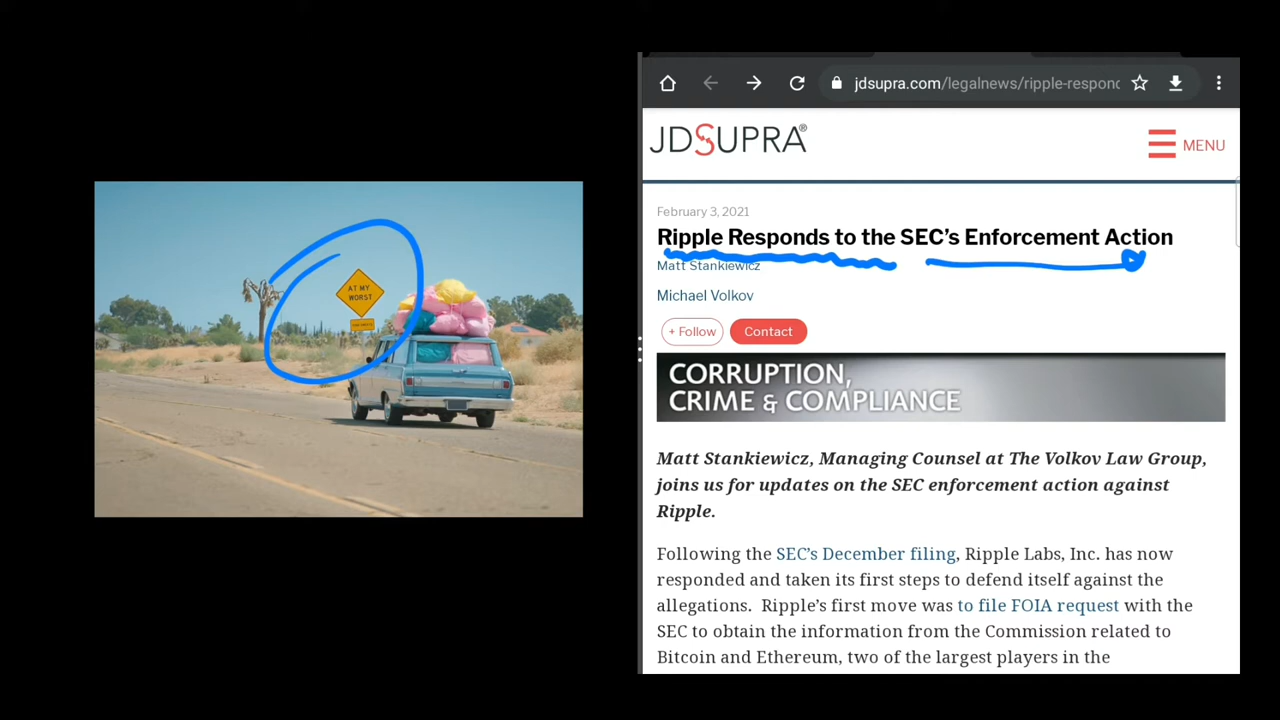 AT MY
WORST
jdsupra.com/legalnews/ripple-respond
JDSUPRA®
MENU
February 3, 2021
Ripple Responds to the SEC's Enforcement Action
Matt Stankiewicz
Michael Volkov
+ Follow
Contact
CORRUPTION,
CRIME & COMPLIANCE
Matt Stankiewicz, Managing Counsel at The Volkov Law Group,
joins us for updates on the SEC enforcement action against
Ripple.
Following the SEC's December filing, Ripple Labs, Inc. has now
responded and taken its first steps to defend itself against the
allegations. Ripple's first move was to file FOIA request with the
SEC to obtain the information from the Commission related to
Bitcoin and Ethereum, two of the largest players in the